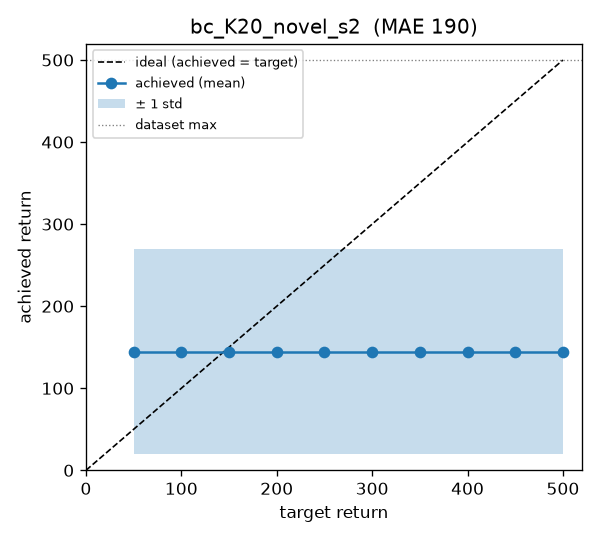 bc_K20_novel_s2  (MAE 190)
ideal (achieved = target)
achieved (mean)
± 1 std
dataset max
achieved return
500
400
300
200
100
0
0 100 200 300 400 500
target return